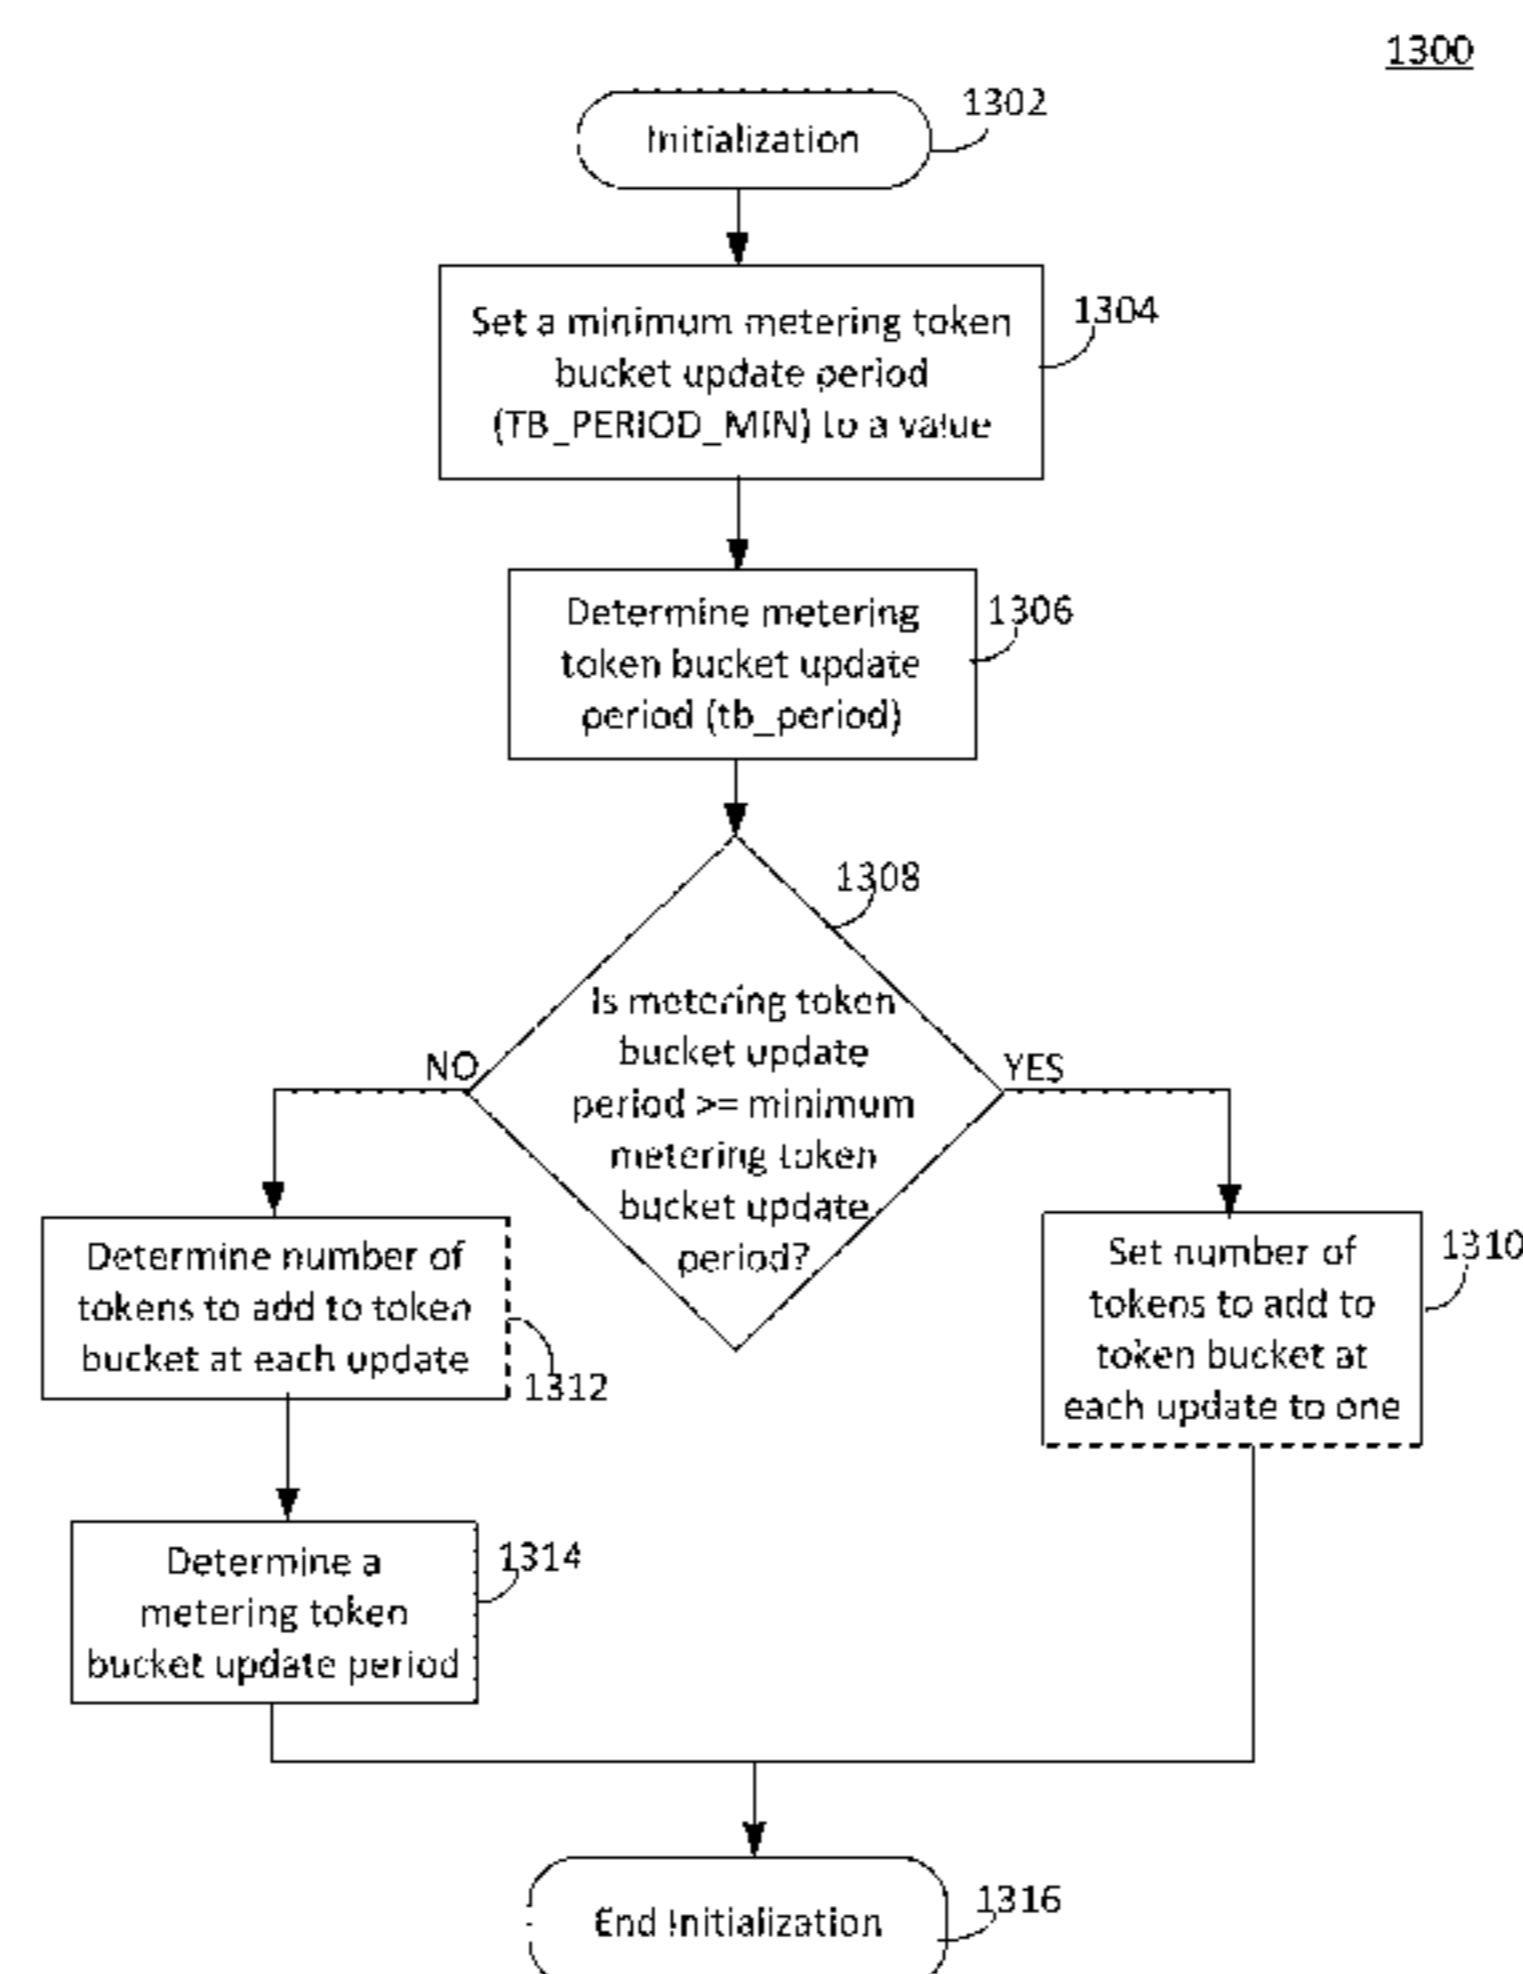 1300
Initialization
1302
Set a minimum metering token
bucket update period
(TB_PERIOD_MIN) to a value
1304
Determine metering
token bucket update
period (tb_period)
1306
1308
Is metering token
bucket update
period >= minimum
metering token
bucket update
period?
NO
YES
Determine number of
tokens to add to token
bucket at each update
1312
Set number of
tokens to add to
token bucket at
each update to one
1310
Determine a
metering token
bucket update period
1314
End Initialization
1316